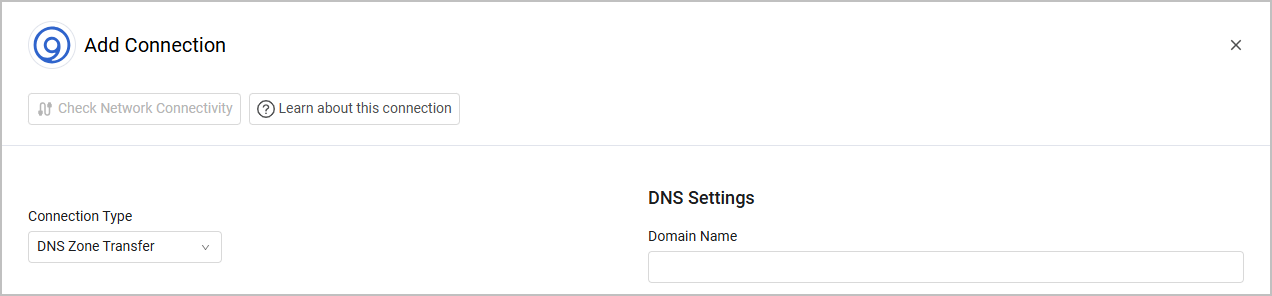 Add Connection
Check Network Connectivity
Learn about this connection
Connection Type
DNS Zone Transfer
DNS Settings
Domain Name